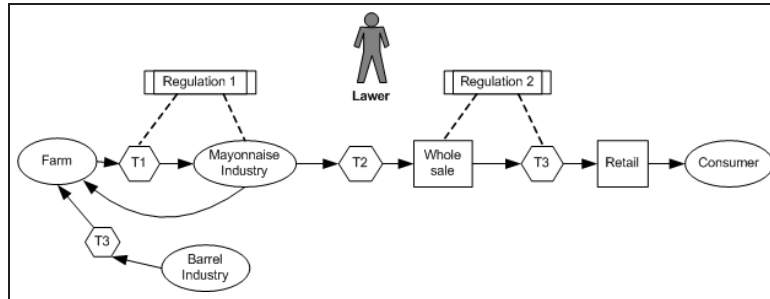 Regulation 1
Lawer
Regulation 2
Farm
T1
Mayonnaise
Industry
T2
Whole
sale
T3
Retail
Consumer
T3
Barrel
Industry